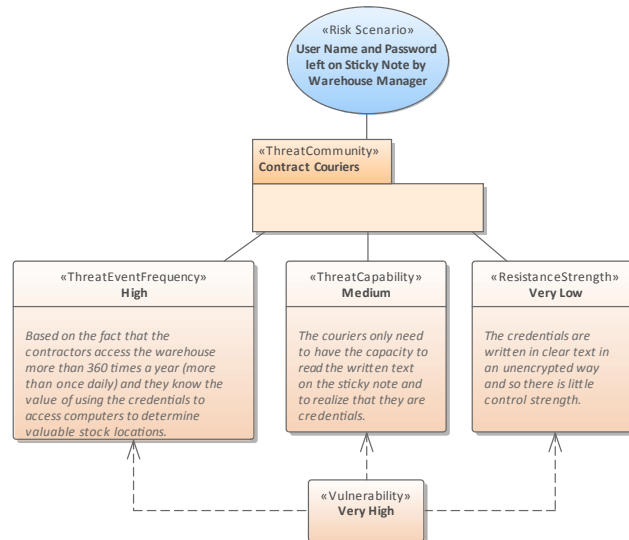 «Risk Scenario»
User Name and Password
left on Sticky Note by
Warehouse Manager
«ThreatCommunity»
Contract Couriers
«ThreatEventFrequency»
High
Based on the fact that the
contractors access the warehouse
more than 360 times a year (more
than once daily) and they know the
value of using the credentials to
access computers to determine
valuable stock locations.
«ThreatCapability»
Medium
The couriers only need
to have the capacity to
read the written text
on the sticky note and
to realize that they are
credentials.
«ResistanceStrength»
Very Low
The credentials are
written in clear text in
an unencrypted way
and so there is little
control strength.
«Vulnerability»
Very High